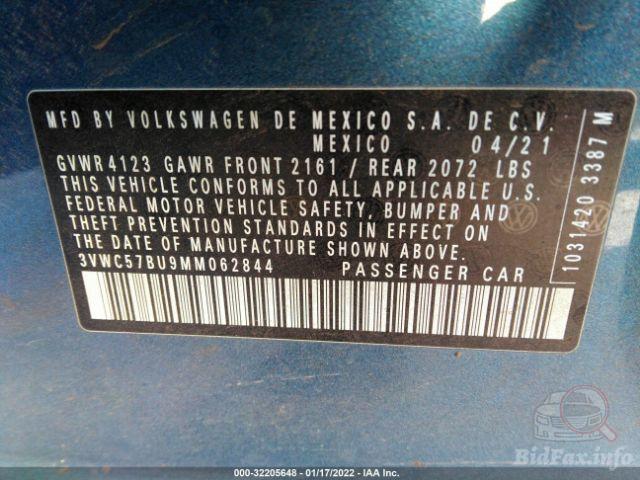 MFD BY VOLKSWAGEN DE MEXICO S.A. DE C.V.
MEXICO 04/21
GVWR 4123 GAWR FRONT 2161 / REAR 2072 LBS
THIS VEHICLE CONFORMS TO ALL APPLICABLE U.S.
FEDERAL MOTOR VEHICLE SAFETY, BUMPER AND
THEFT PREVENTION STANDARDS IN EFFECT ON
THE DATE OF MANUFACTURE SHOWN ABOVE.
3VWC57BU9MM062844 PASSENGER CAR
1031420 3387 M
BidFax.info
000-32205648 - 01/17/2022 - IAA Inc.